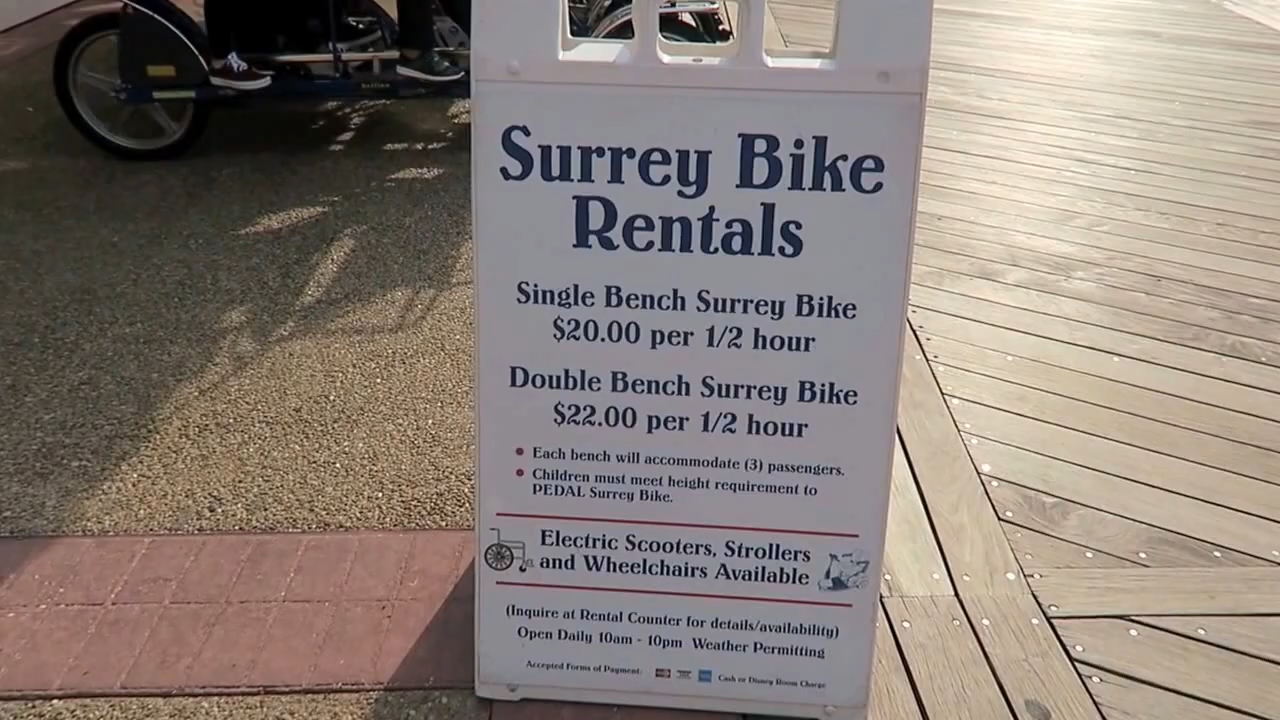 Surrey Bike
Rentals
Single Bench Surrey Bike
$20.00 per 1/2 hour
Double Bench Surrey Bike
$22.00 per 1/2 hour
• Each bench will accommodate (3) passengers.
• Children must meet height requirement to
PEDAL Surrey Bike.
Electric Scooters, Strollers
and Wheelchairs Available
(Inquire at Rental Counter for details/availability)
Open Daily 10am - 10pm Weather Permitting
Accepted Forms of Payment: Cash or Disney Room Charge